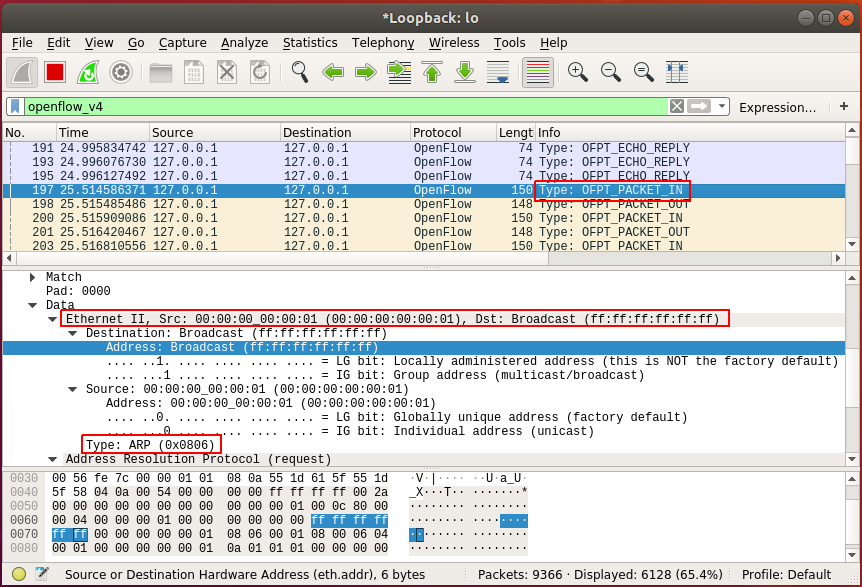 *Loopback: lo
File Edit View Go Capture Analyze Statistics Telephony Wireless Tools Help
openflow_v4 Expression... +
No. Time Source Destination Protocol Lengt Info
191 24.995834742 127.0.0.1 127.0.0.1 OpenFlow 74 Type: OFPT_ECHO_REPLY
193 24.996076730 127.0.0.1 127.0.0.1 OpenFlow 74 Type: OFPT_ECHO_REPLY
195 24.996127492 127.0.0.1 127.0.0.1 OpenFlow 74 Type: OFPT_ECHO_REPLY
197 25.514586371 127.0.0.1 127.0.0.1 OpenFlow 150 Type: OFPT_PACKET_IN
198 25.515485486 127.0.0.1 127.0.0.1 OpenFlow 148 Type: OFPT_PACKET_OUT
200 25.515909086 127.0.0.1 127.0.0.1 OpenFlow 150 Type: OFPT_PACKET_IN
201 25.516420467 127.0.0.1 127.0.0.1 OpenFlow 148 Type: OFPT_PACKET_OUT
203 25.516810556 127.0.0.1 127.0.0.1 OpenFlow 150 Type: OFPT_PACKET_IN
Match
Pad: 0000
Data
Ethernet II, Src: 00:00:00_00:00:01 (00:00:00:00:00:01), Dst: Broadcast (ff:ff:ff:ff:ff:ff)
Destination: Broadcast (ff:ff:ff:ff:ff:ff)
Address: Broadcast (ff:ff:ff:ff:ff:ff)
.... ..1. .... .... .... .... = LG bit: Locally administered address (this is NOT the factory default)
.... ...1 .... .... .... .... = IG bit: Group address (multicast/broadcast)
Source: 00:00:00_00:00:01 (00:00:00:00:00:01)
Address: 00:00:00_00:00:01 (00:00:00:00:00:01)
.... ..0. .... .... .... .... = LG bit: Globally unique address (factory default)
.... ...0 .... .... .... .... = IG bit: Individual address (unicast)
Type: ARP (0x0806)
Address Resolution Protocol (request)
0030 00 56 fe 7c 00 00 01 01 08 0a 55 1d 61 5f 55 1d ·V·|···· ··U·a_U·
0040 5f 58 04 0a 00 54 00 00 00 00 ff ff ff ff 00 2a _X···T·· ·······*
0050 00 00 00 00 00 00 00 00 00 01 00 0c 80 00 ········ ········
0060 00 04 00 00 00 01 00 00 00 00 00 00 ff ff ff ff ········ ········
0070 ff ff 00 00 00 00 00 01 08 06 00 01 08 00 06 04 ········ ········
0080 00 01 00 00 00 00 00 01 0a 01 01 01 00 00 00 00 ········ ········
Source or Destination Hardware Address (eth.addr), 6 bytes Packets: 9366 · Displayed: 6128 (65.4%) Profile: Default